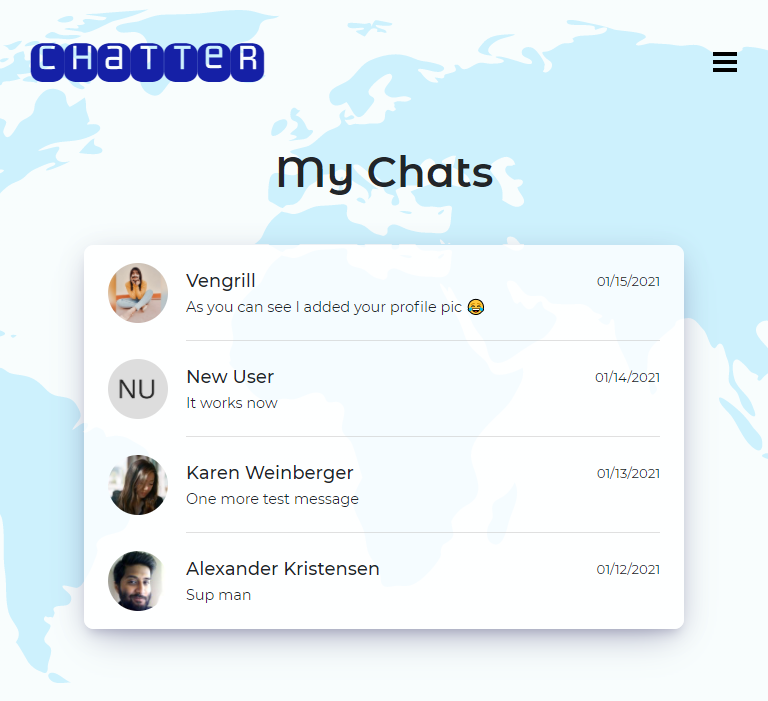 CHaTTeR
My Chats
Vengrill
01/15/2021
As you can see I added your profile pic 😂
NU
New User
01/14/2021
It works now
Karen Weinberger
01/13/2021
One more test message
Alexander Kristensen
01/12/2021
Sup man